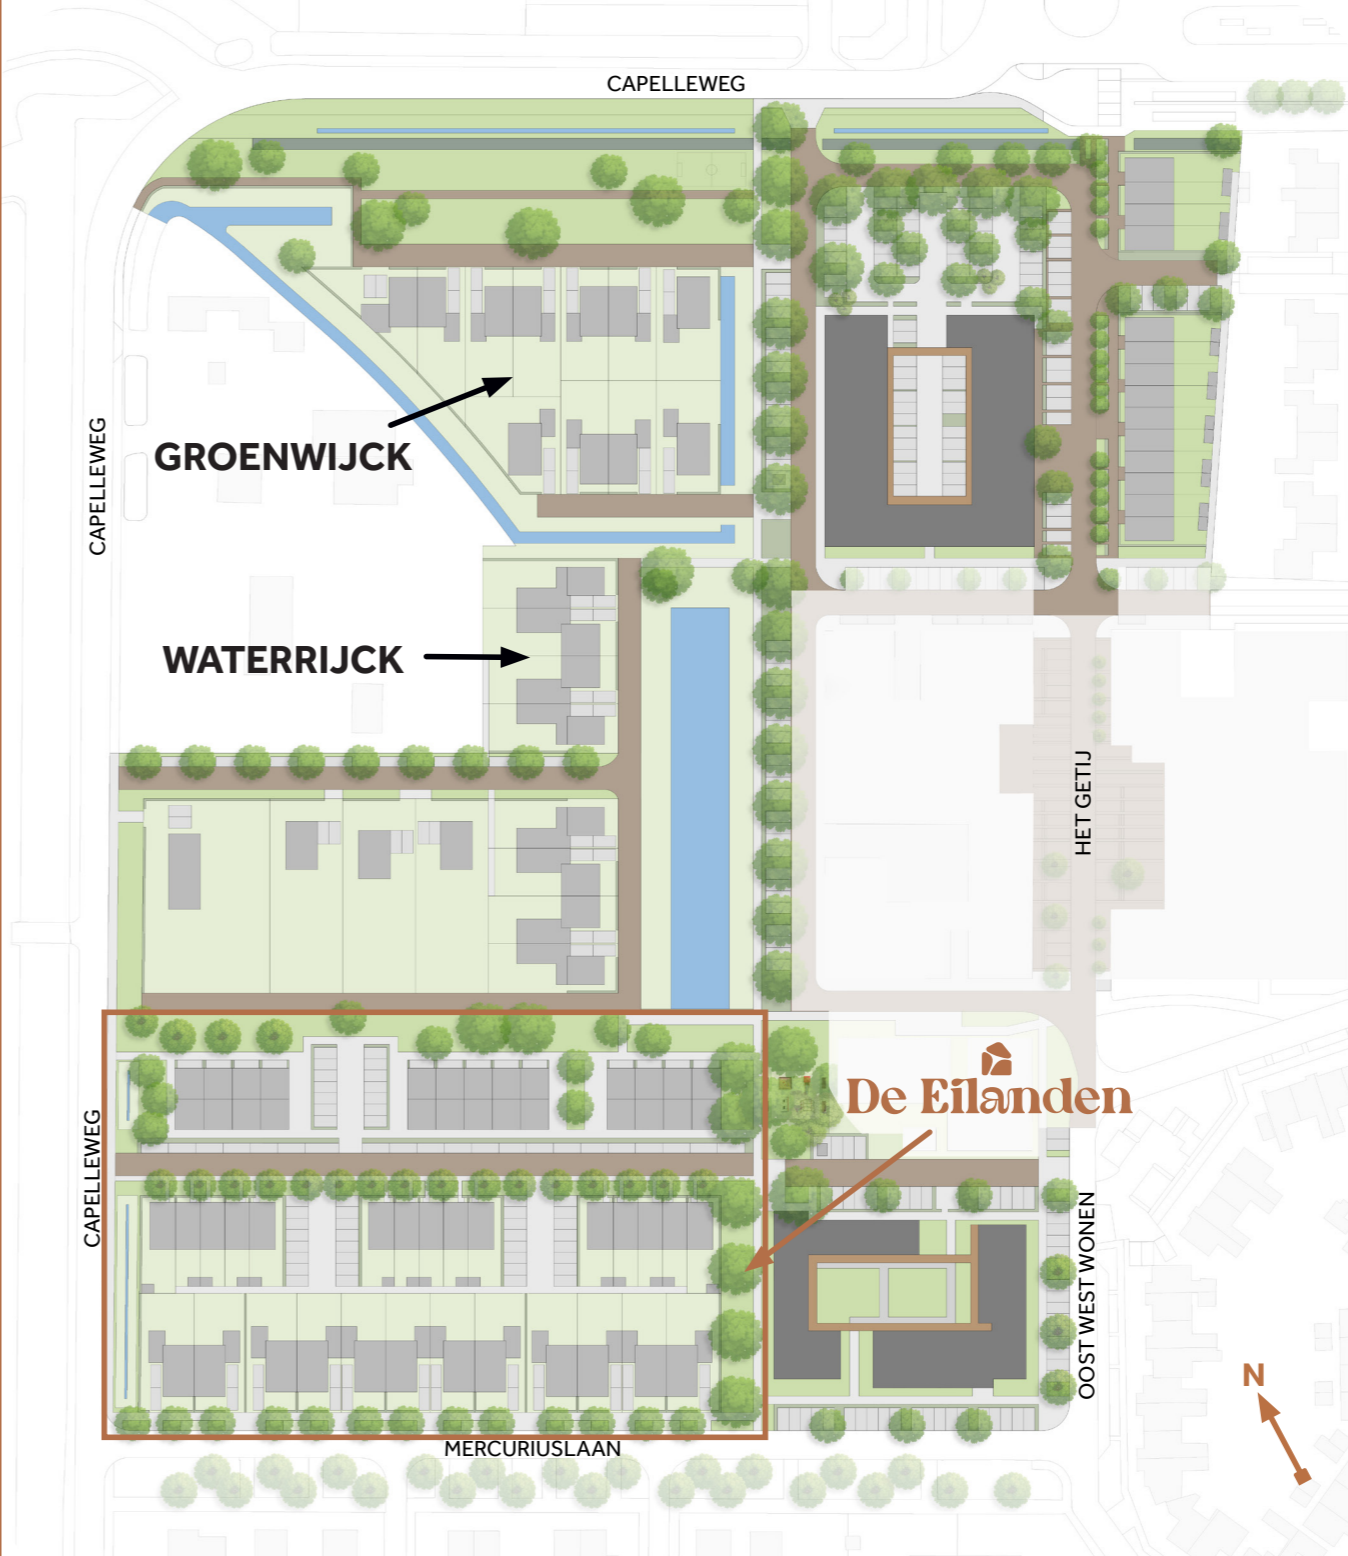 CAPELLEWEG
GROENWIJCK
CAPELLEWEG
WATERRIJCK
HET GETIJ
De Eilanden
CAPELLEWEG
OOST WEST WONEN
N
MERCURIUSLAAN